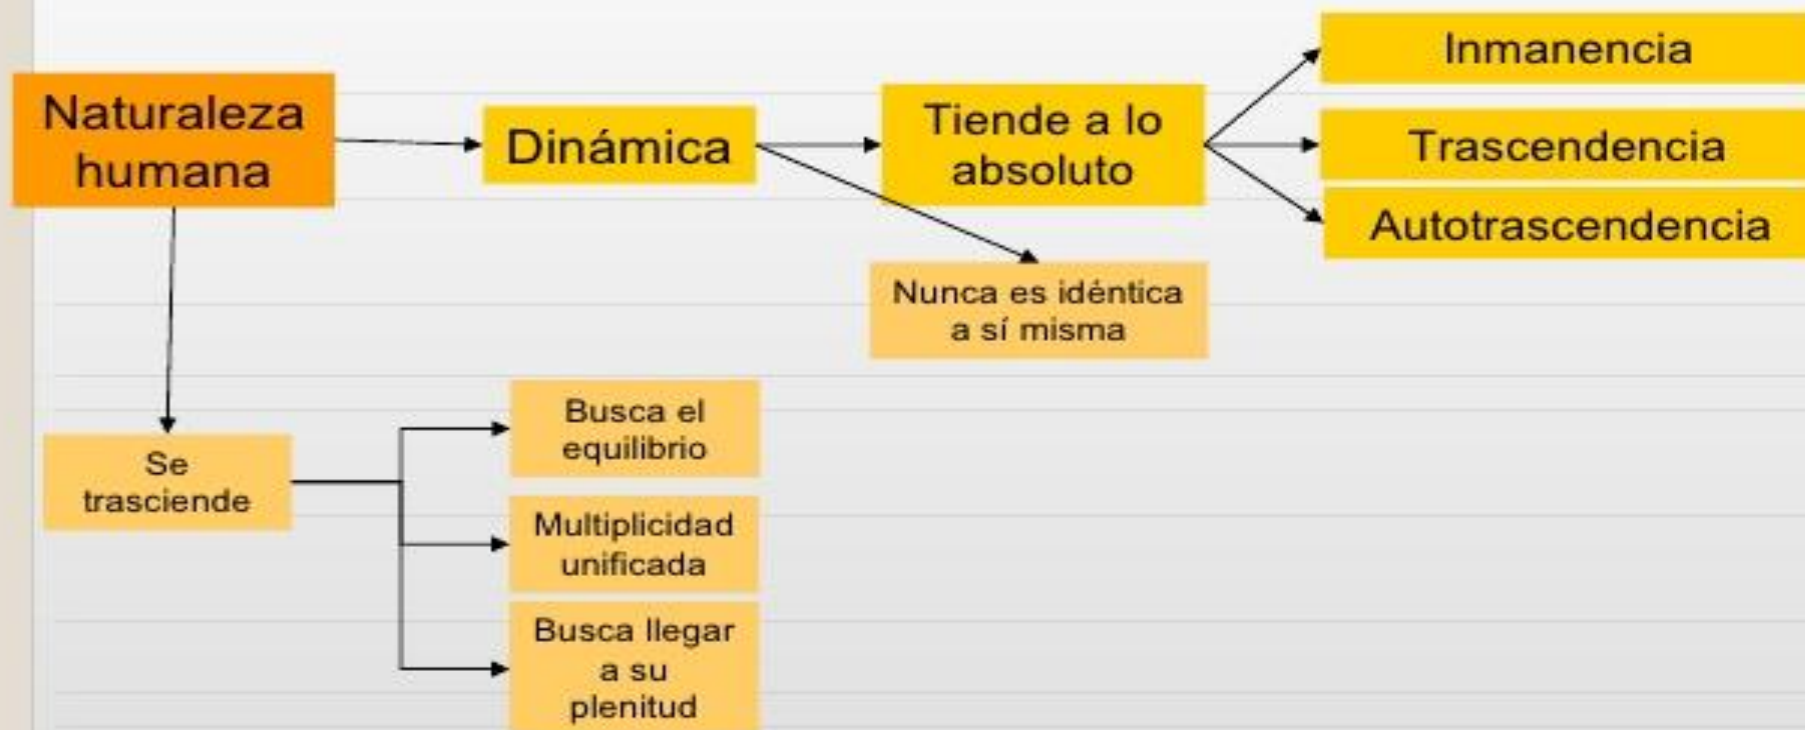 Naturaleza
humana
Dinámica
Tiende a lo
absoluto
Inmanencia
Trascendencia
Autotrascendencia
Nunca es idéntica
a sí misma
Se
trasciende
Busca el
equilibrio
Multiplicidad
unificada
Busca llegar
a su
plenitud